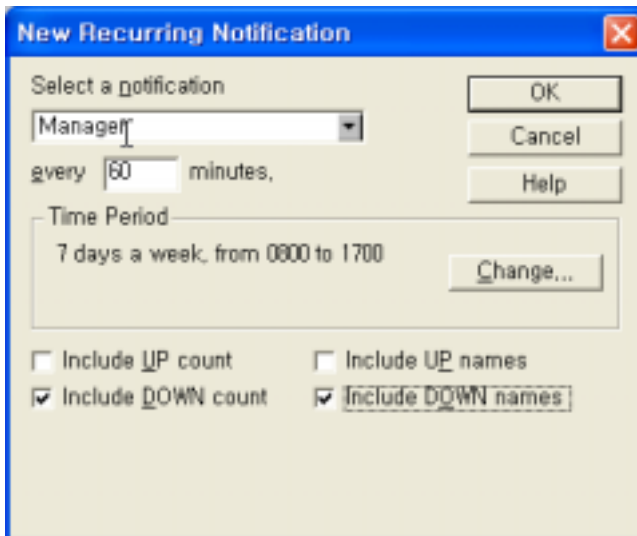 New Recurring Notification
Select a notification
OK
Manager
Cancel
every 60 minutes,
Help
Time Period
7 days a week, from 0800 to 1700
Change...
Include UP count
Include UP names
Include DOWN count
Include DOWN names